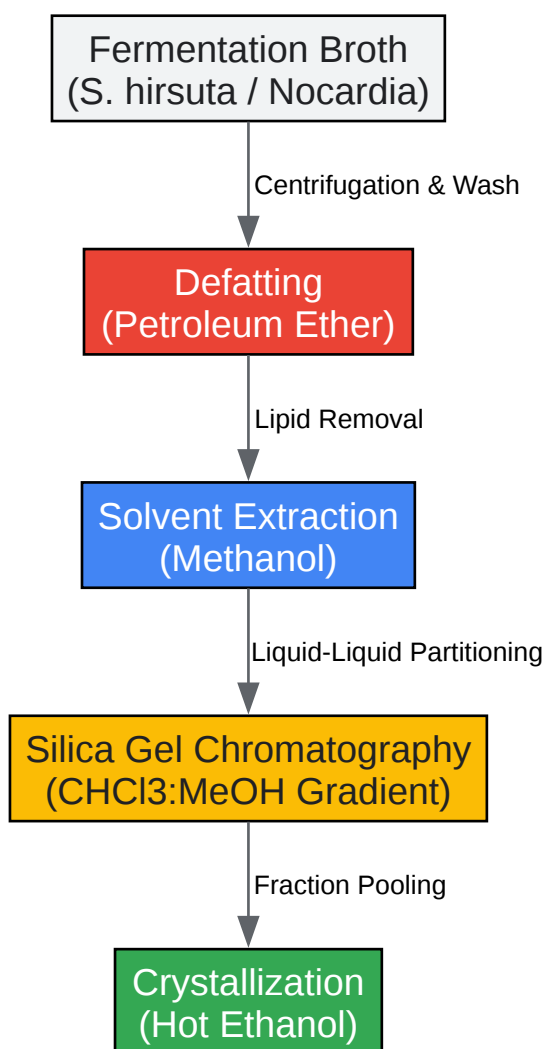 Fermentation Broth
(S. hirsuta / Nocardia)
Centrifugation & Wash
Defatting
(Petroleum Ether)
Lipid Removal
Solvent Extraction
(Methanol)
Liquid-Liquid Partitioning
Silica Gel Chromatography
(CHCl3:MeOH Gradient)
Fraction Pooling
Crystallization
(Hot Ethanol)